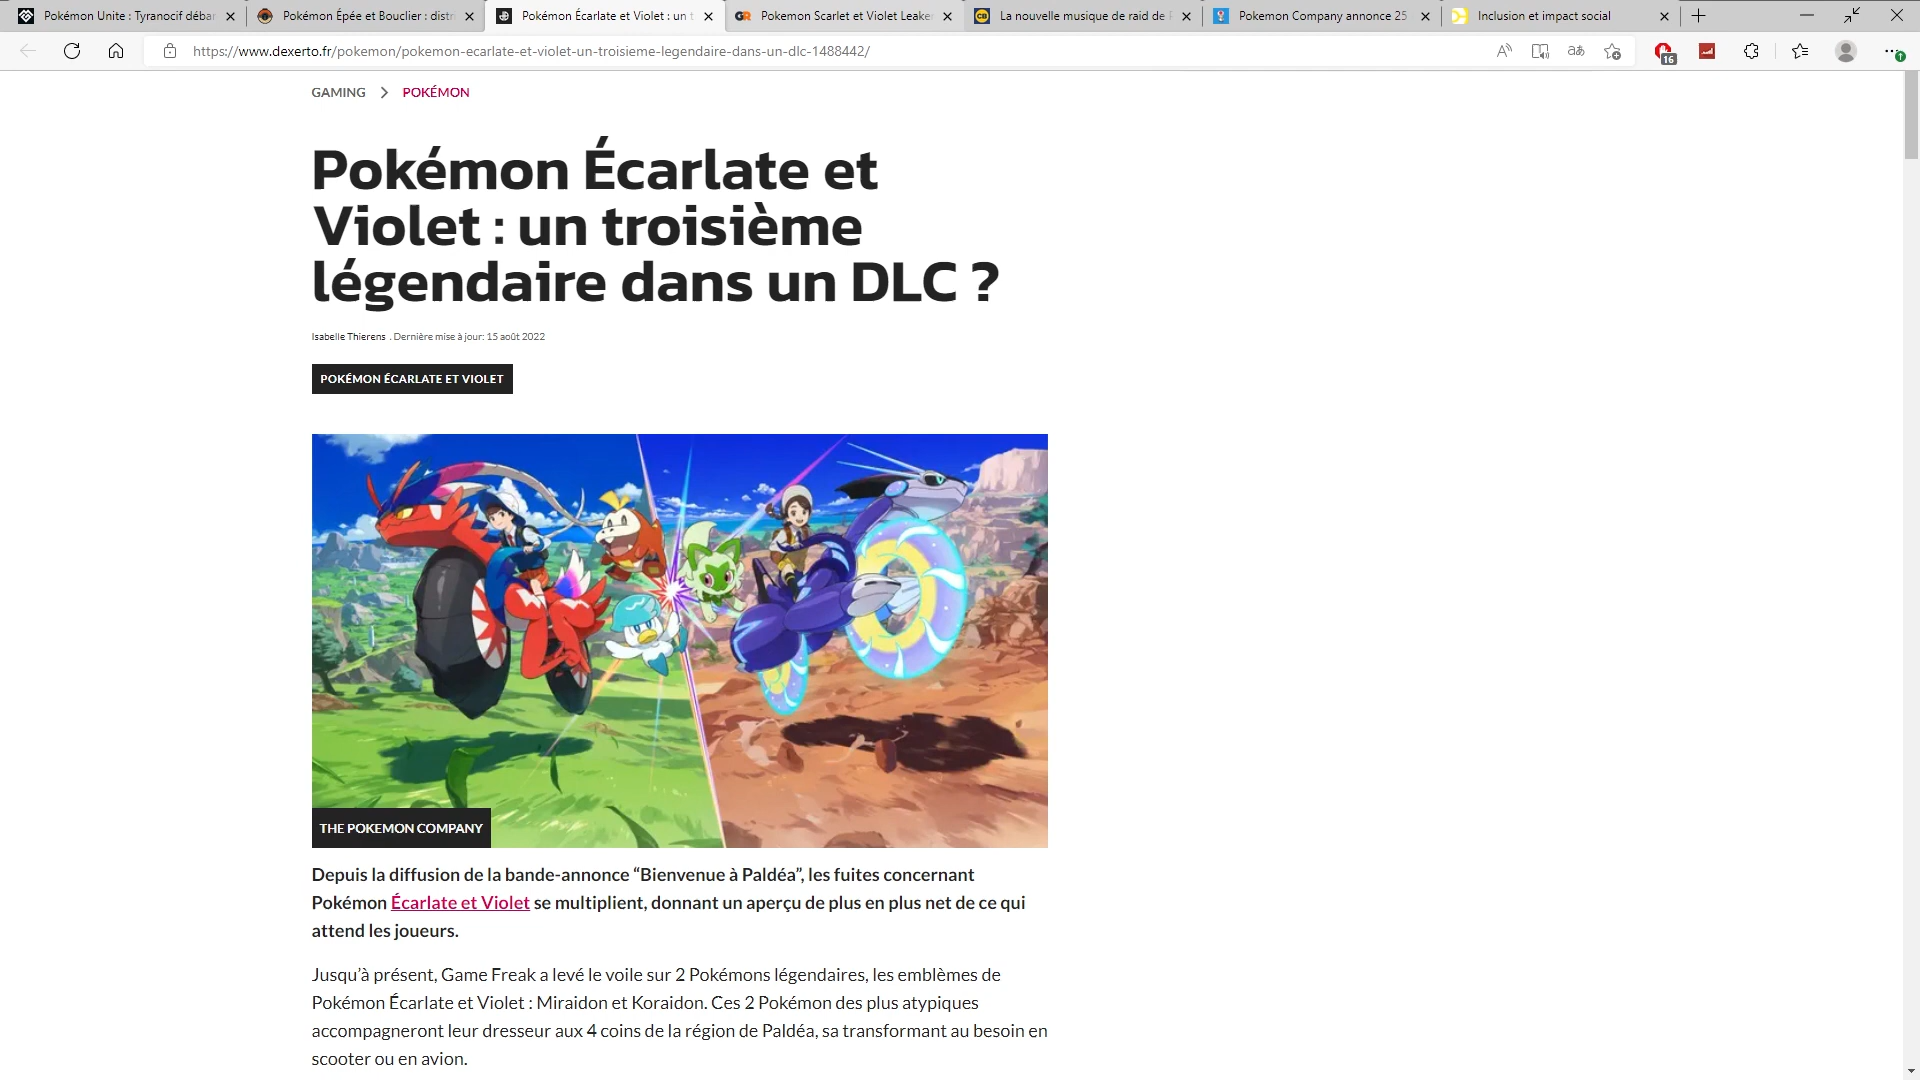 Pokémon Unite : Tyranocif débar
Pokémon Épée et Bouclier : distri
Pokémon Écarlate et Violet : un t
Pokemon Scarlet et Violet Leaker
La nouvelle musique de raid de P
Pokemon Company annonce 25
Inclusion et impact social
https://www.dexerto.fr/pokemon/pokemon-ecarlate-et-violet-un-troisieme-legendaire-dans-un-dlc-1488442/
16
GAMING > POKÉMON
Pokémon Écarlate et
Violet : un troisième
légendaire dans un DLC ?
Isabelle Thierens . Dernière mise à jour: 15 août 2022
POKÉMON ÉCARLATE ET VIOLET
THE POKEMON COMPANY
Depuis la diffusion de la bande-annonce “Bienvenue à Paldéa”, les fuites concernant
Pokémon Écarlate et Violet se multiplient, donnant un aperçu de plus en plus net de ce qui
attend les joueurs.
Jusqu’à présent, Game Freak a levé le voile sur 2 Pokémons légendaires, les emblèmes de
Pokémon Écarlate et Violet : Miraidon et Koraidon. Ces 2 Pokémon des plus atypiques
accompagneront leur dresseur aux 4 coins de la région de Paldéa, sa transformant au besoin en
scooter ou en avion.